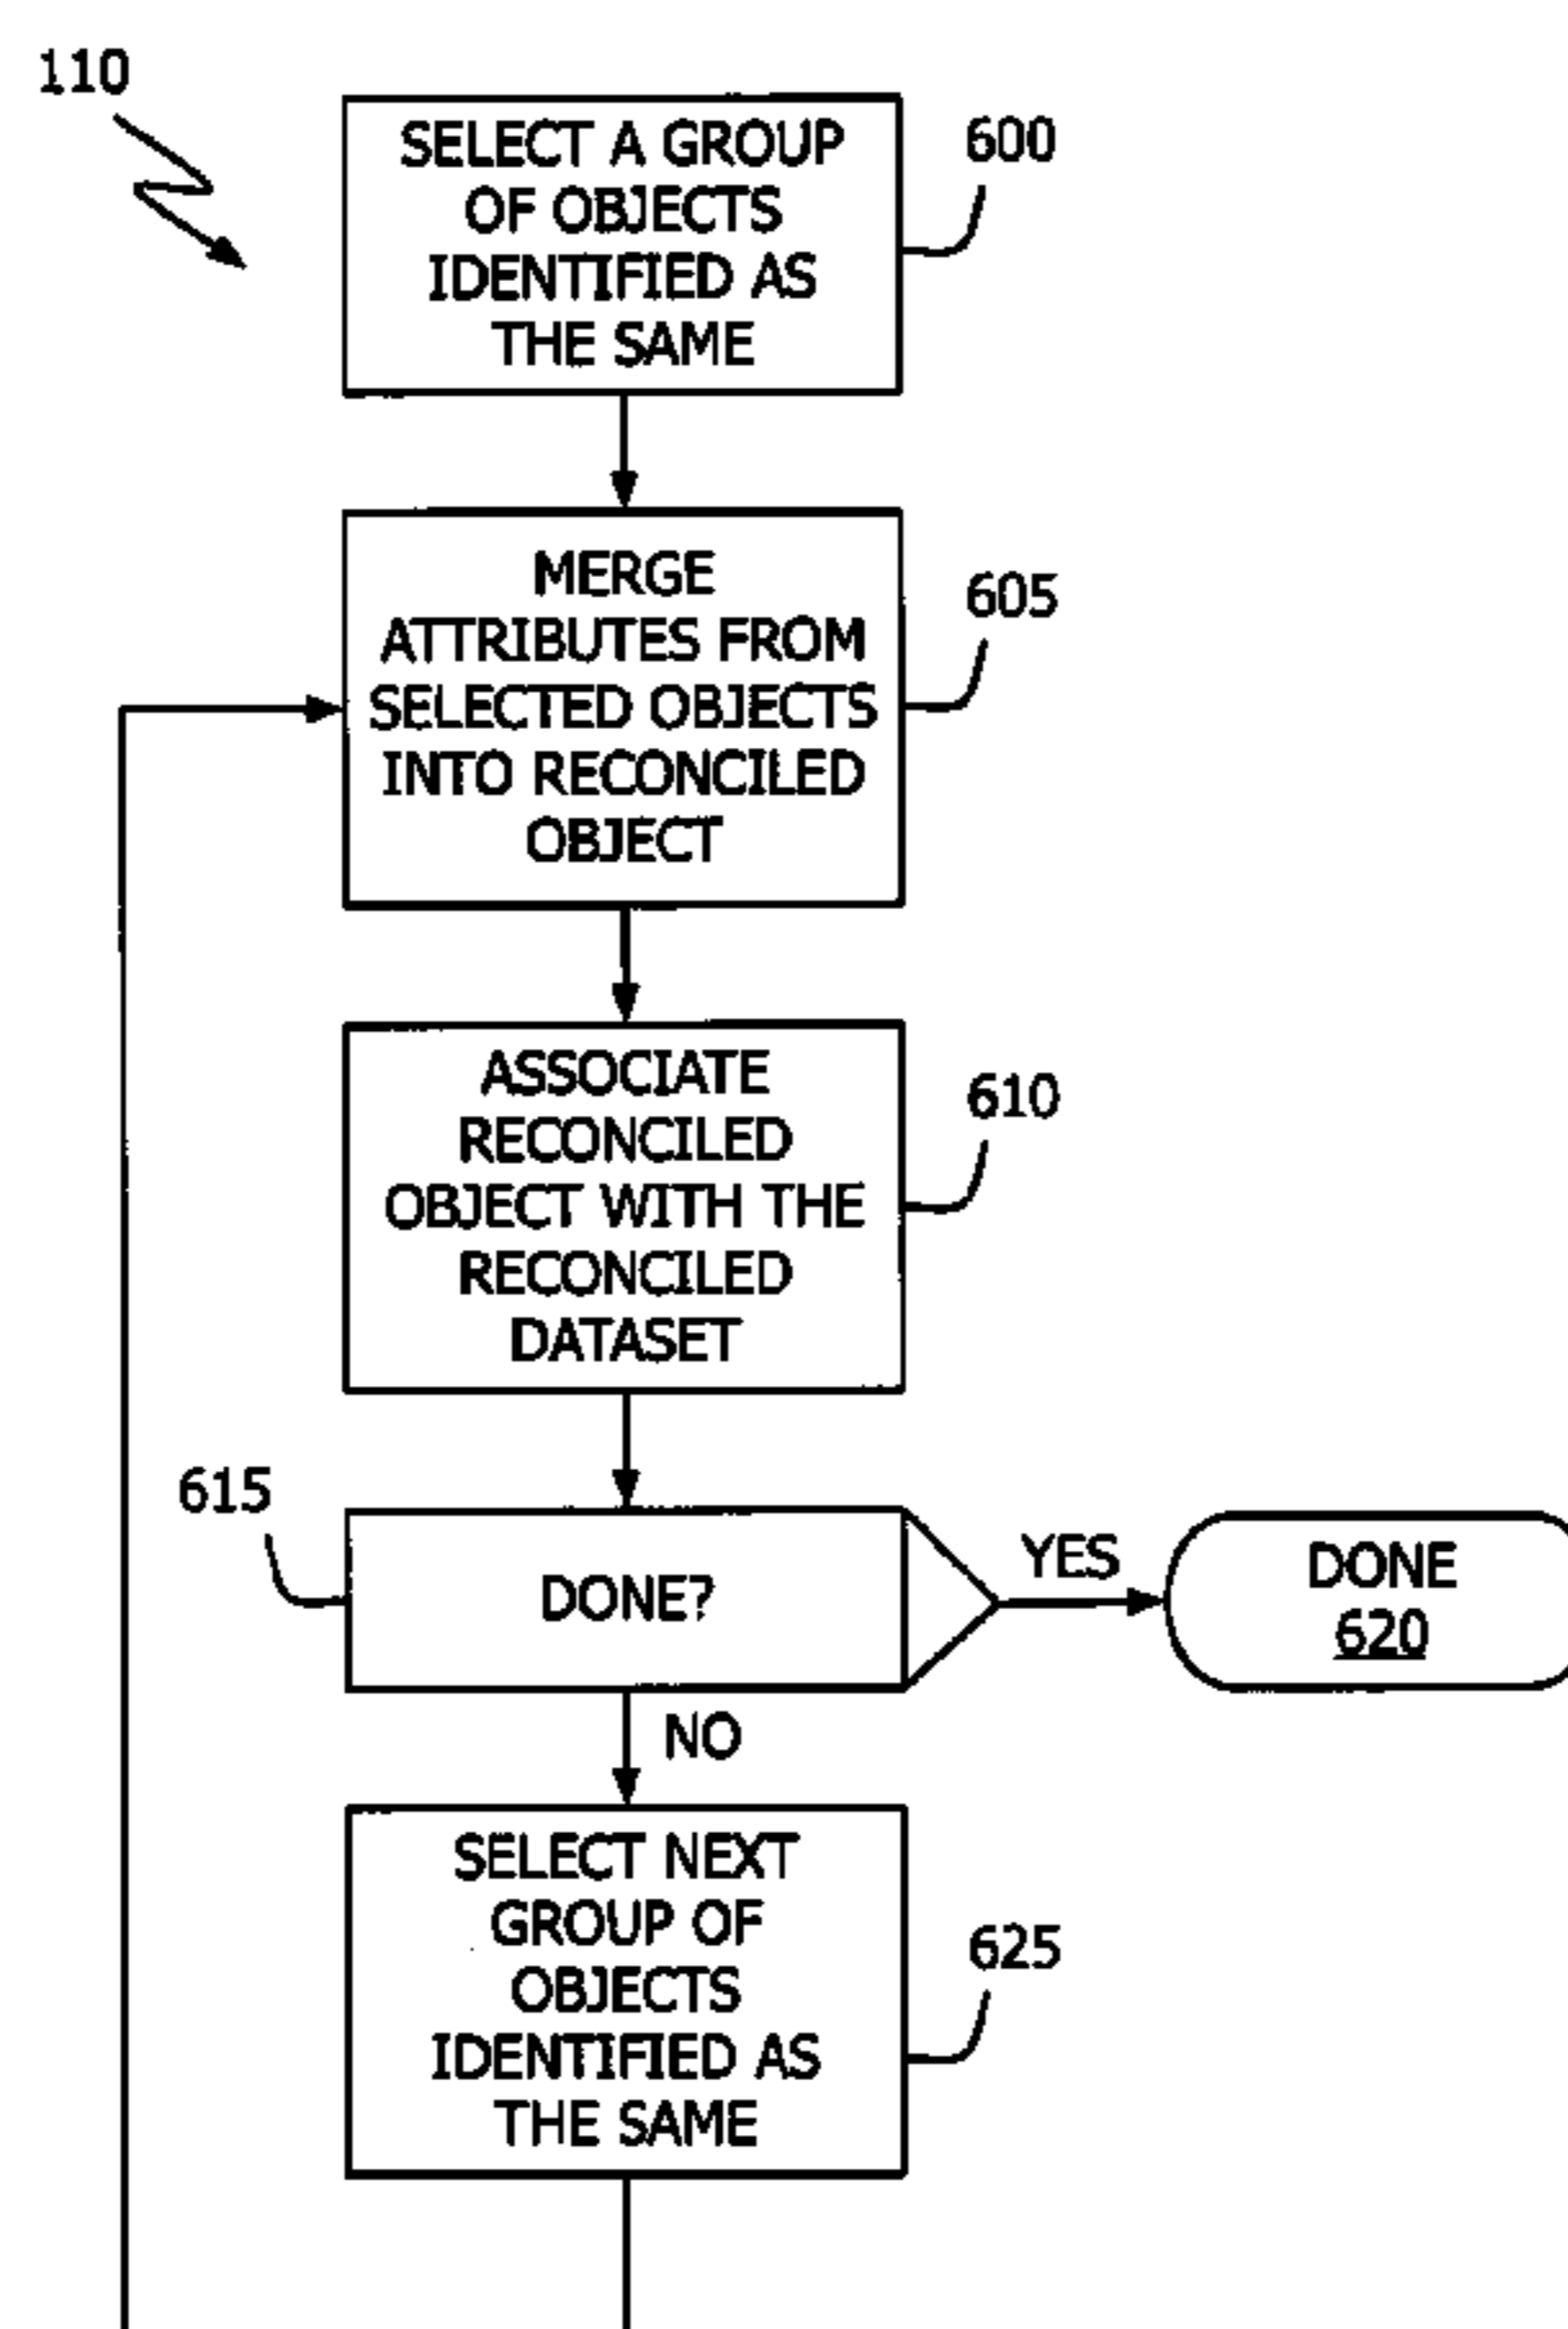 110
SELECT A GROUP
OF OBJECTS
IDENTIFIED AS
THE SAME
600
MERGE
ATTRIBUTES FROM
SELECTED OBJECTS
INTO RECONCILED
OBJECT
605
ASSOCIATE
RECONCILED
OBJECT WITH THE
RECONCILED
DATASET
610
615
DONE?
YES
DONE
620
NO
SELECT NEXT
GROUP OF
OBJECTS
IDENTIFIED AS
THE SAME
625